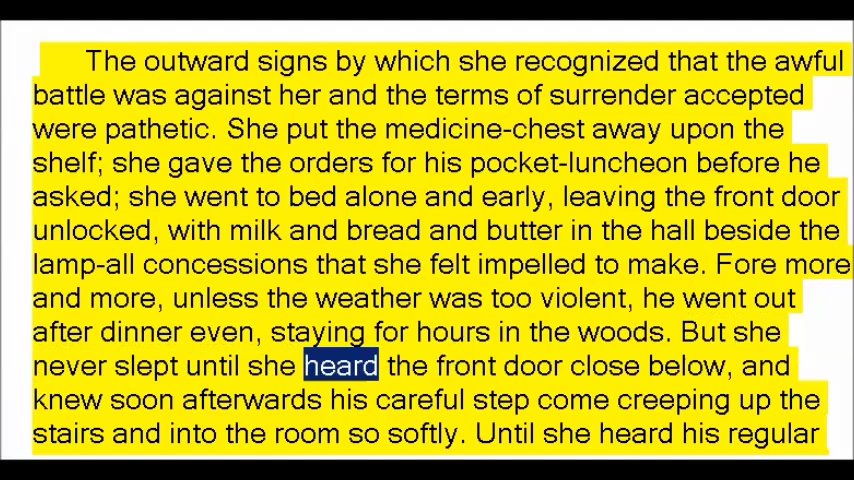 The outward signs by which she recognized that the awful
battle was against her and the terms of surrender accepted
were pathetic. She put the medicine-chest away upon the
shelf; she gave the orders for his pocket-luncheon before he
asked; she went to bed alone and early, leaving the front door
unlocked, with milk and bread and butter in the hall beside the
lamp-all concessions that she felt impelled to make. Fore more
and more, unless the weather was too violent, he went out
after dinner even, staying for hours in the woods. But she
never slept until she heard the front door close below, and
knew soon afterwards his careful step come creeping up the
stairs and into the room so softly. Until she heard his regular